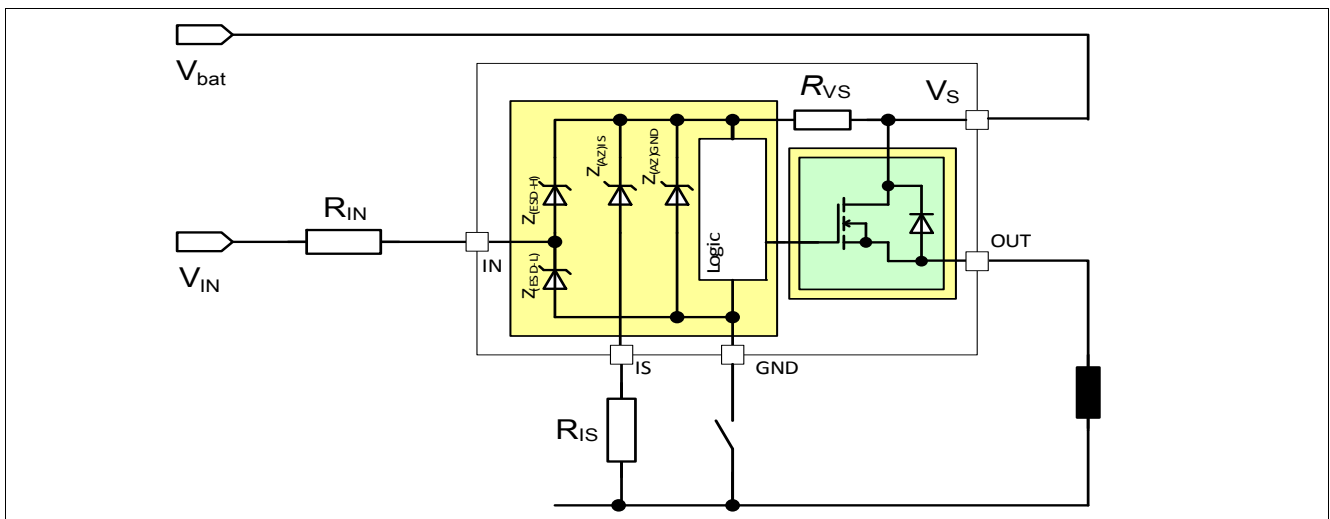 Vbat
RVS
VS
Z(AZ)IS
Z(AZ)GND
Z(ESD-H)
RIN
Logic
OUT
IN
VIN
Z(ESD-L)
IS
GND
RIS